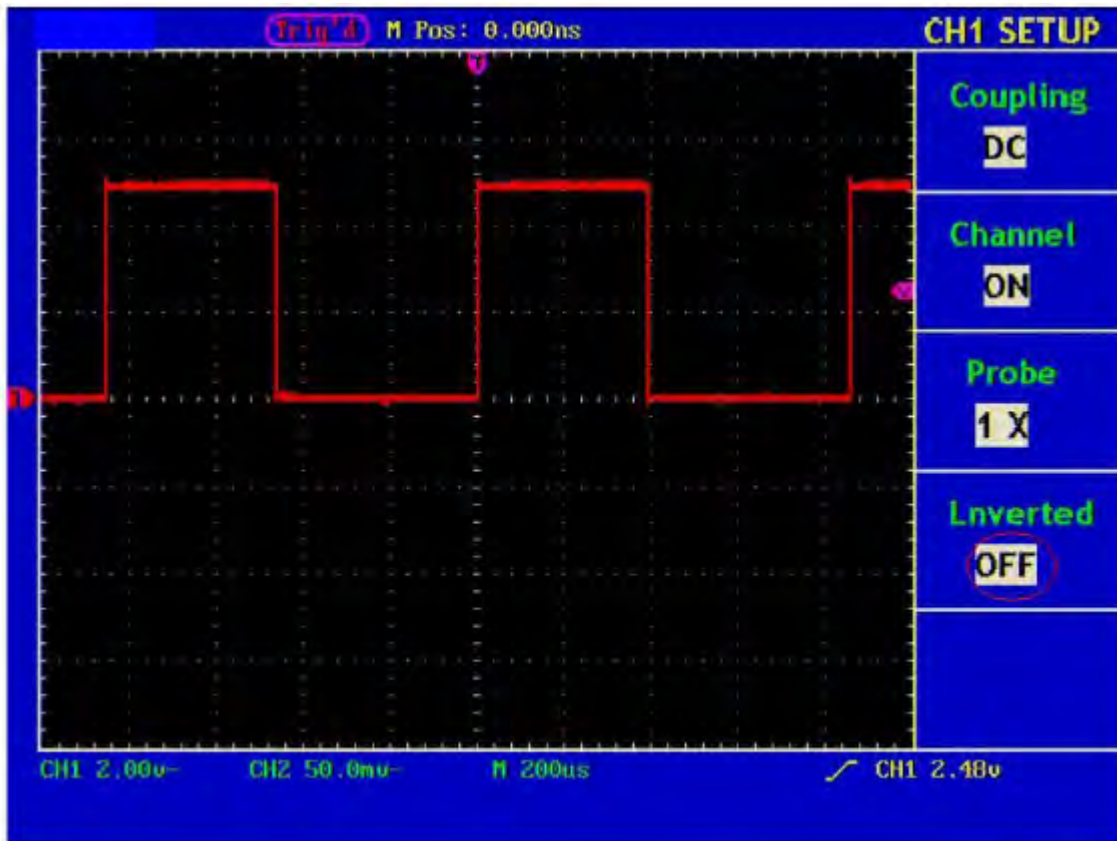 Trig'd M Pos: 0.000ns CH1 SETUP
T
Coupling
DC
Channel
ON
Probe
1 X
Lnverted
OFF
CH1 2.00v- CH2 50.0mv- M 200us CH1 2.48v